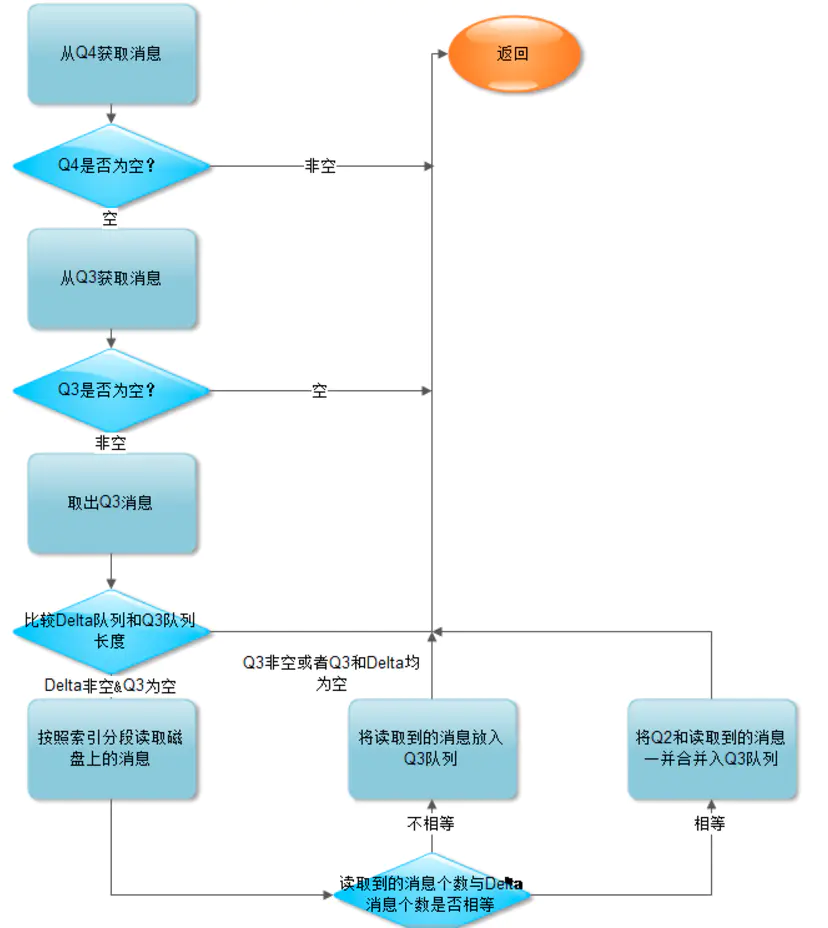 从Q4获取消息
返回
Q4是否为空？
非空
空
从Q3获取消息
Q3是否为空？
空
非空
取出Q3消息
比较Delta队列和Q3队列
长度
Q3非空或者Q3和Delta均
为空
Delta非空&Q3为空
按照索引分段读取磁
盘上的消息
将读取到的消息放入
Q3队列
将Q2和读取到的消息
一并合并入Q3队列
不相等
相等
读取到的消息个数与Delta
消息个数是否相等